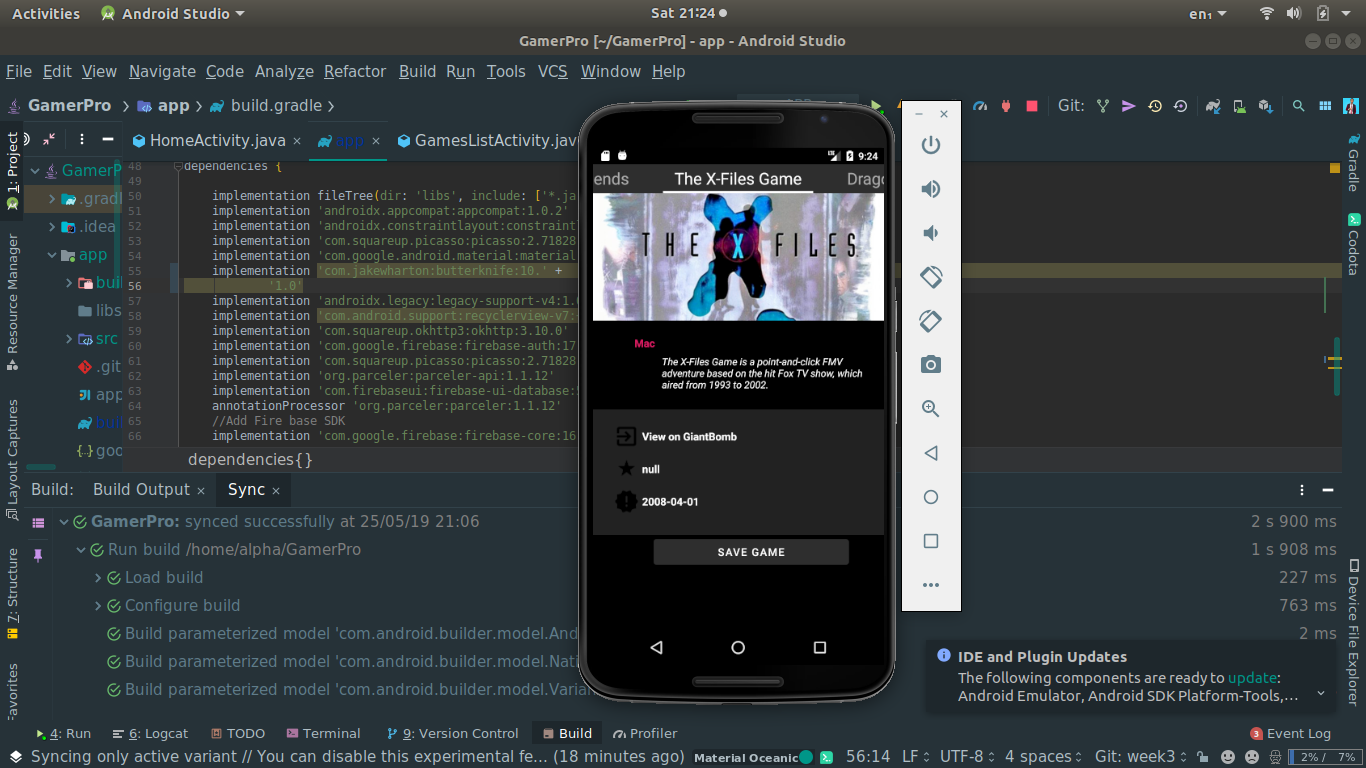 Activities Android Studio Sat 21:24 en₁
GamerPro [~/GamerPro] - app - Android Studio
File Edit View Navigate Code Analyze Refactor Build Run Tools VCS Window Help
GamerPro app build.gradle Git:
HomeActivity.java × app × GamesListActivity.java
1: Project
Resource Manager
Layout Captures
7: Structure
Favorites
GamerP
.gradl
.idea
app
buil
libs
src
.git
app
buil
goo
48 dependencies {
49
50 implementation fileTree(dir: 'libs', include: ['*.ja
51 implementation 'androidx.appcompat:appcompat:1.0.2'
52 implementation 'androidx.constraintlayout:constraint
53 implementation 'com.squareup.picasso:picasso:2.71828
54 implementation 'com.google.android.material:material
55 implementation 'com.jakewharton:butterknife:10.' +
56 '1.0'
57 implementation 'androidx.legacy:legacy-support-v4:1.0
58 implementation 'com.android.support:recyclerview-v7:
59 implementation 'com.squareup.okhttp3:okhttp:3.10.0'
60 implementation 'com.google.firebase:firebase-auth:17
61 implementation 'com.squareup.picasso:picasso:2.71828
62 implementation 'org.parceler:parceler-api:1.1.12'
63 implementation 'com.firebaseui:firebase-ui-database:
64 annotationProcessor 'org.parceler:parceler:1.1.12'
65 //Add Fire base SDK
66 implementation 'com.google.firebase:firebase-core:16
dependencies{}
LTE 9:24
ends The X-Files Game Drago
THE X FILES
Mac
The X-Files Game is a point-and-click FMV
adventure based on the hit Fox TV show, which
aired from 1993 to 2002.
View on GiantBomb
null
2008-04-01
SAVE GAME
Gradle
Codota
Device File Explorer
Build: Build Output × Sync ×
GamerPro: synced successfully at 25/05/19 21:06 2 s 900 ms
Run build /home/alpha/GamerPro 1 s 908 ms
Load build 227 ms
Configure build 763 ms
Build parameterized model 'com.android.builder.model.And 2 ms
Build parameterized model 'com.android.builder.model.Nati
Build parameterized model 'com.android.builder.model.Varia
IDE and Plugin Updates
The following components are ready to update:
Android Emulator, Android SDK Platform-Tools,...
4: Run 6: Logcat TODO Terminal 9: Version Control Build Profiler 3 Event Log
Syncing only active variant // You can disable this experimental fe... (18 minutes ago) Material Oceanic 56:14 LF UTF-8 4 spaces Git: week3 2% / 7%